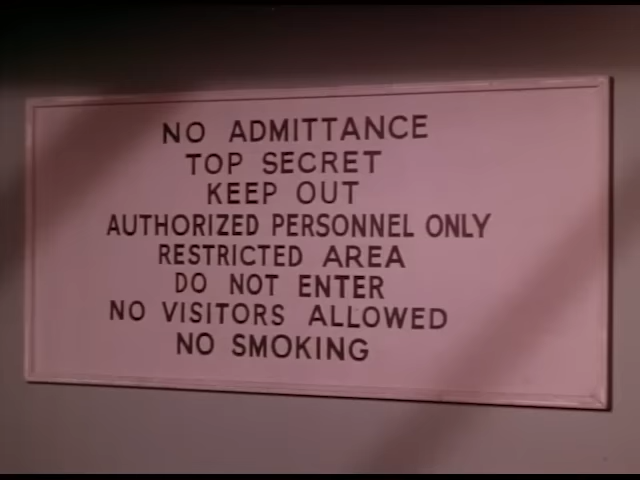 NO ADMITTANCE
TOP SECRET
KEEP OUT
AUTHORIZED PERSONNEL ONLY
RESTRICTED AREA
DO NOT ENTER
NO VISITORS ALLOWED
NO SMOKING